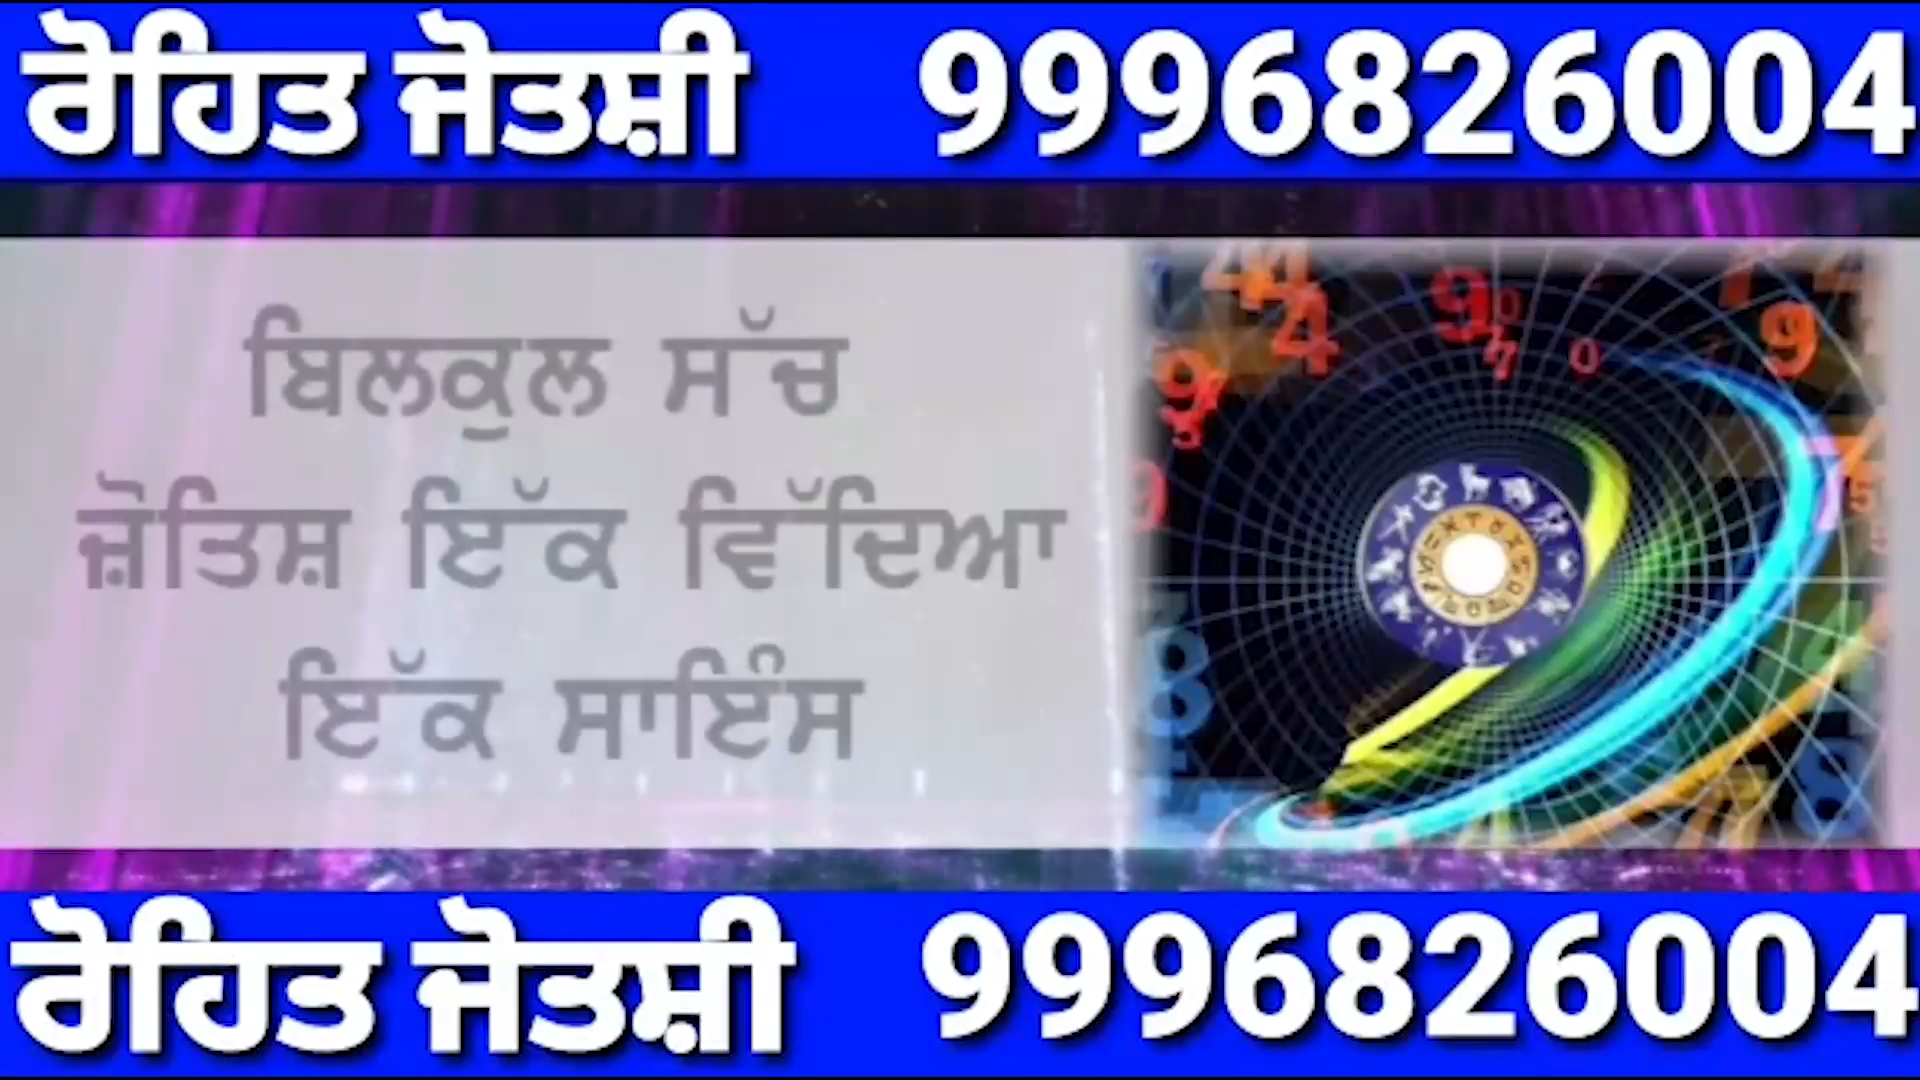 ਰੋਹਿਤ ਜੋਤਸ਼ੀ 9996826004
ਬਿਲਕੁਲ ਸੱਚ
ਜ਼ੋਤਿਸ਼ ਇੱਕ ਵਿੱਦਿਆ
ਇੱਕ ਸਾਇੰਸ
ਰੋਹਿਤ ਜੋਤਸ਼ੀ 9996826004